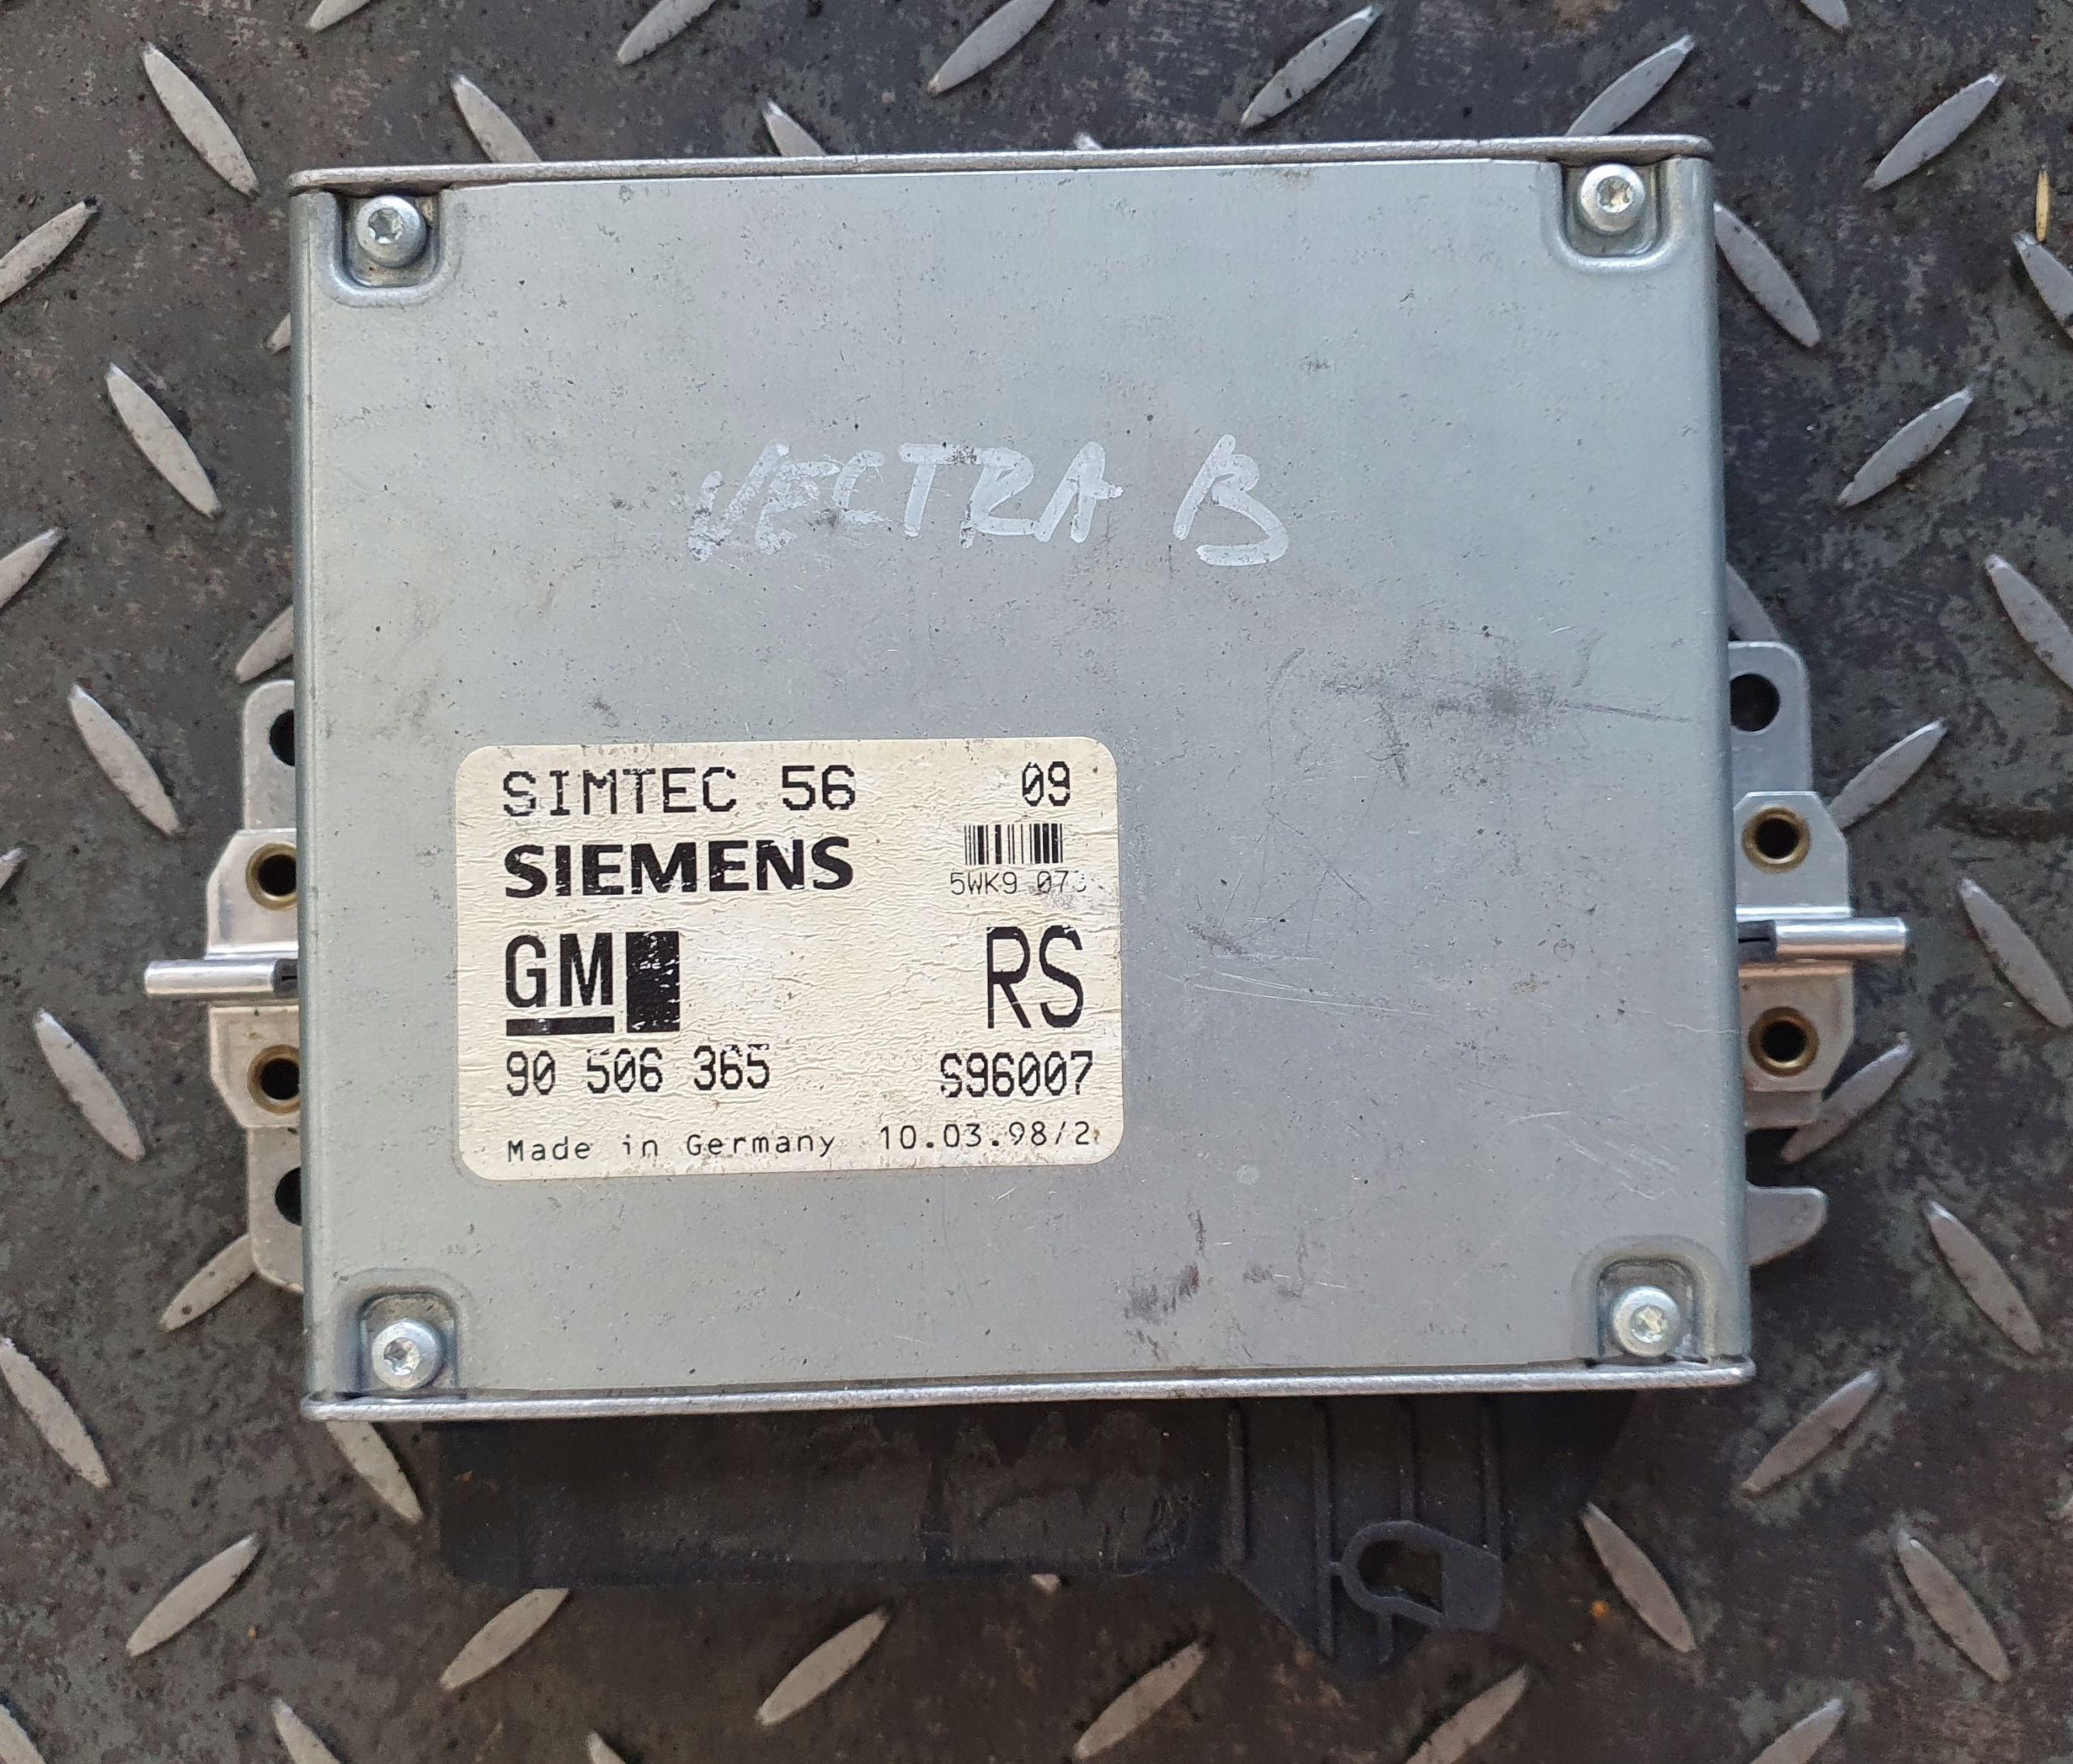 VECTRA B
SIMTEC 56 09
SIEMENS
5WK9 07
GM RS
90 506 365 S96007
Made in Germany 10.03.98/2